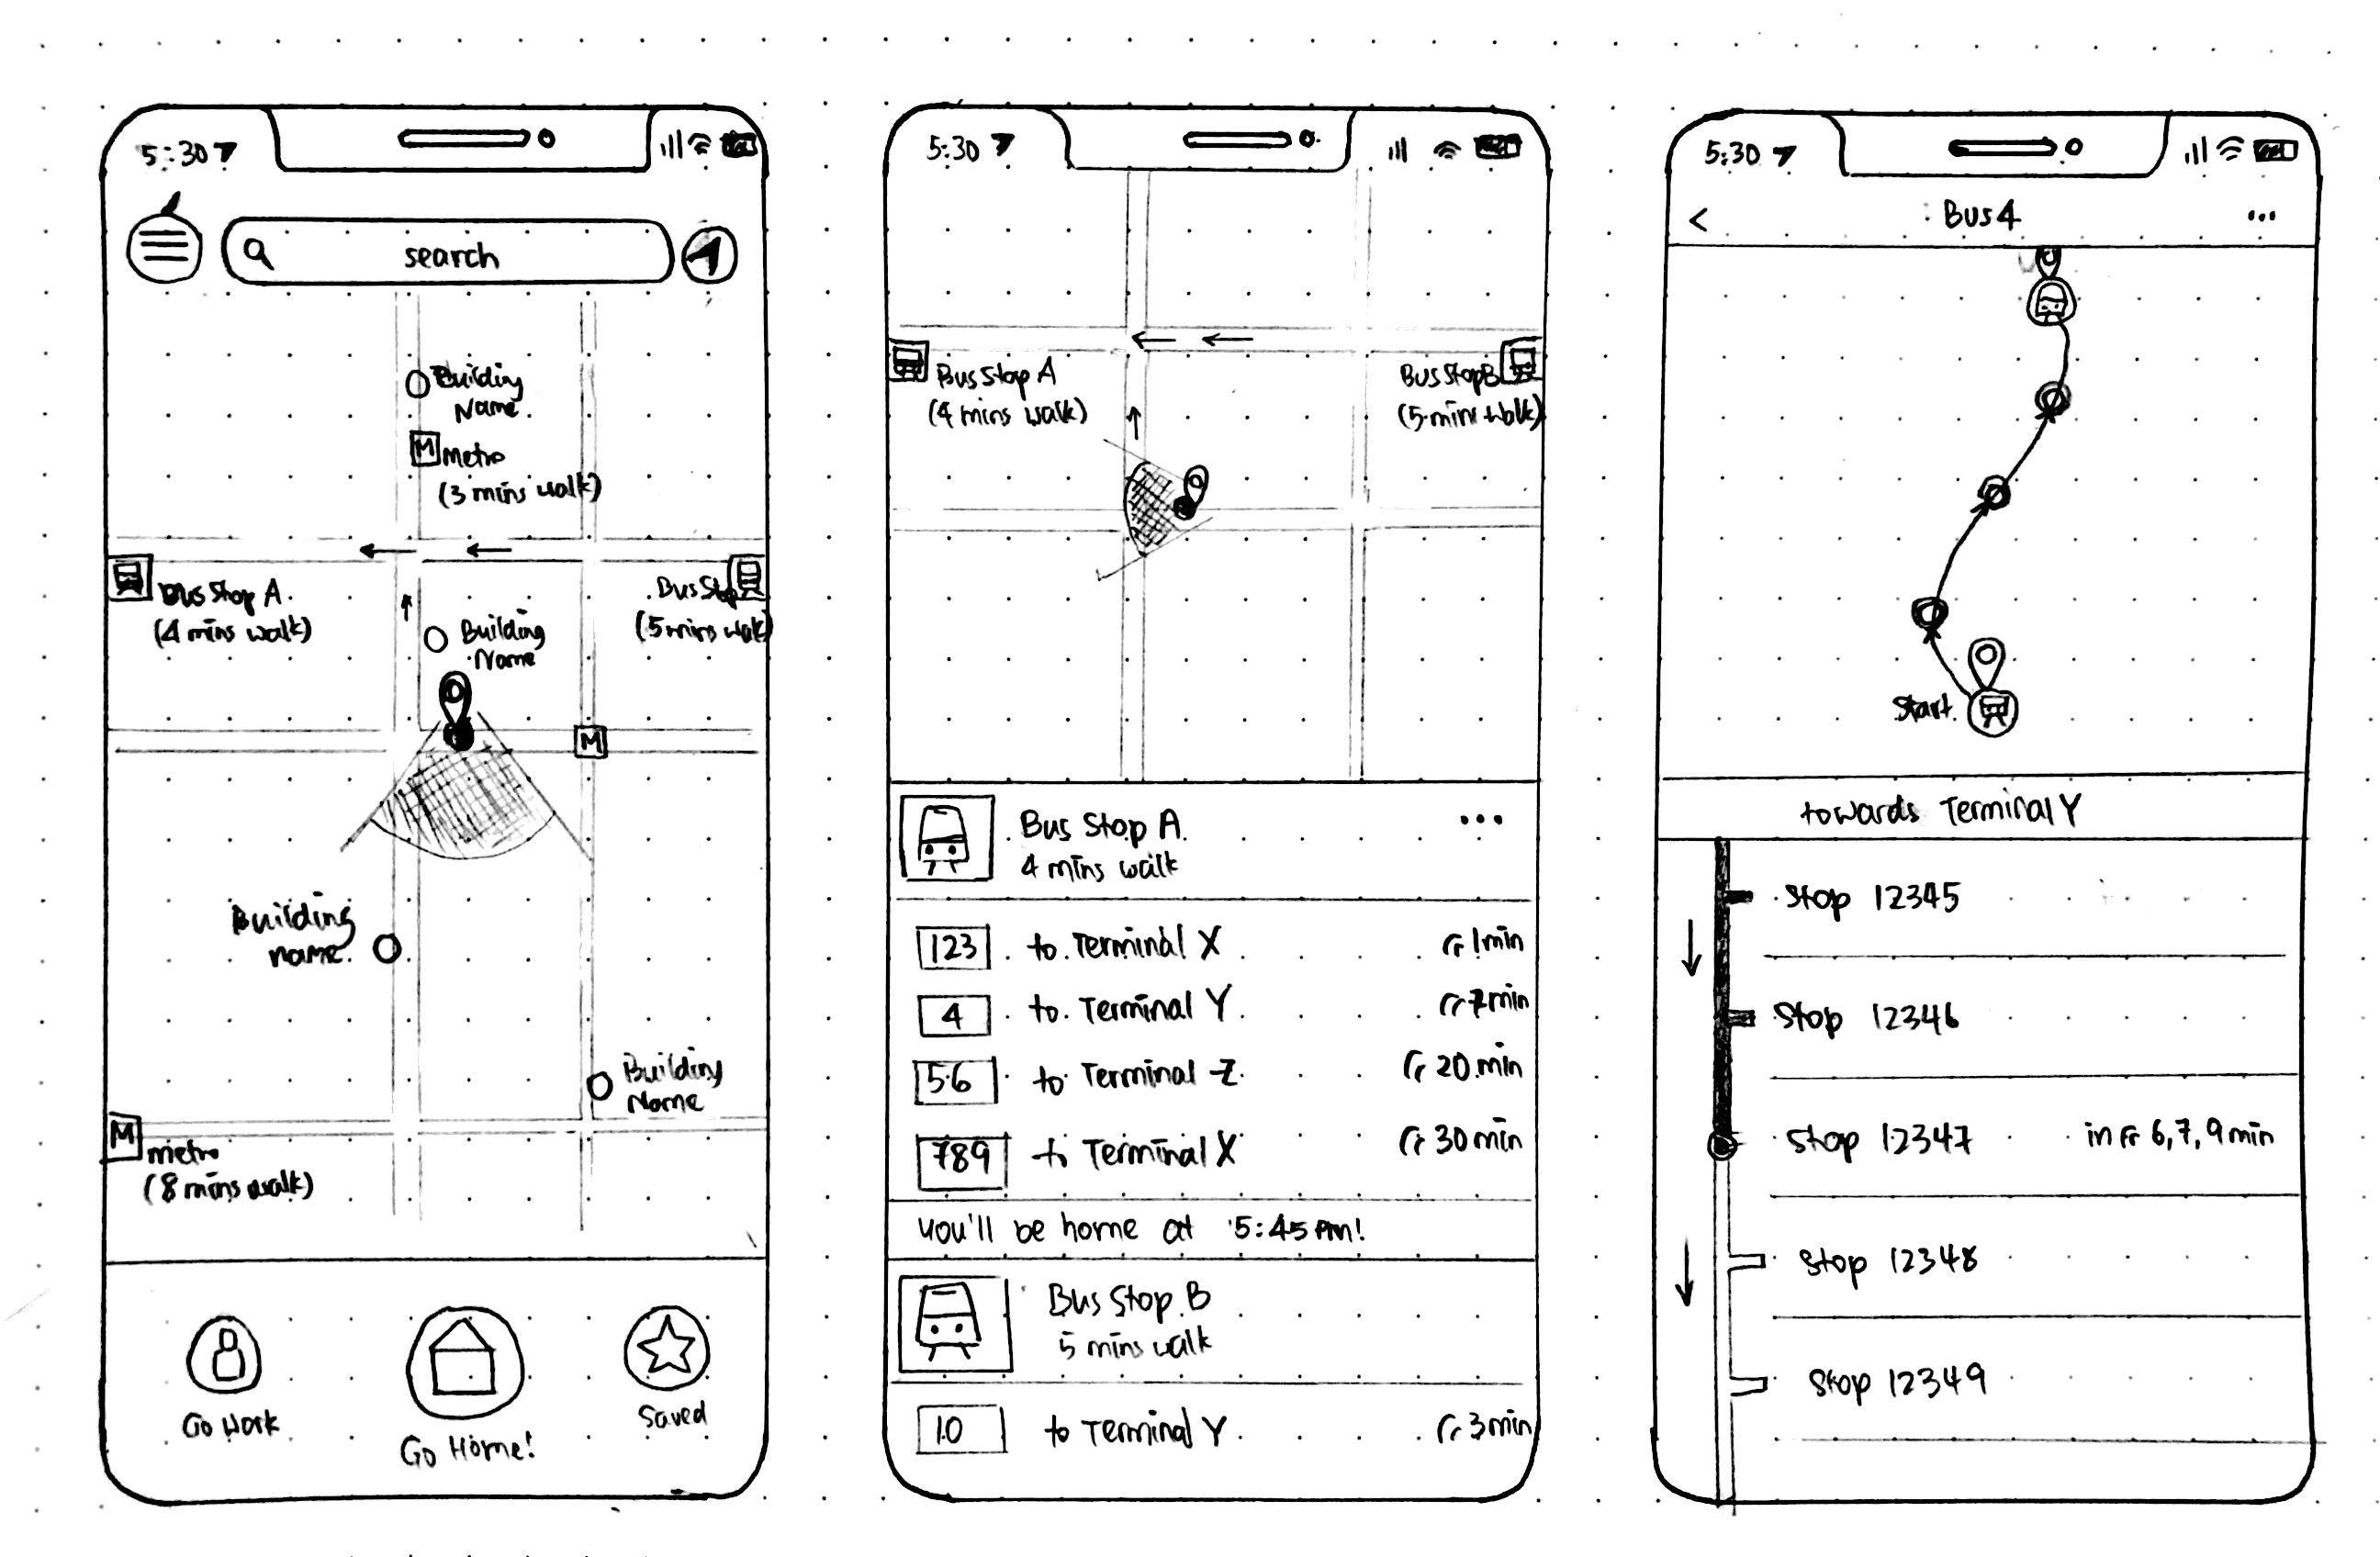 5:30
search
Building
Name.
M metro
(3 mins walk)
Bus Stop A.
(4 mins walk)
Bus Stop
(5 mins walk)
Building
Name
M
Building
name.
Building
Name
M
metro
(8 mins walk)
Go Work
Go Home!
Saved
5:30
Bus Stop A
(4 mins walk)
Bus Stop B
(5 mins walk)
Bus Stop A
4 mins walk
...
123 to Terminal X 1 min
4 to Terminal Y 7 min
56 to Terminal Z 20 min
789 to Terminal X 30 min
you'll be home at 5:45 pm!
Bus Stop B
5 mins walk
10 to Terminal Y 3 min
5:30
< Bus 4 ...
Start
towards Terminal Y
Stop 12345
Stop 12346
Stop 12347 in 6, 7, 9 min
Stop 12348
Stop 12349